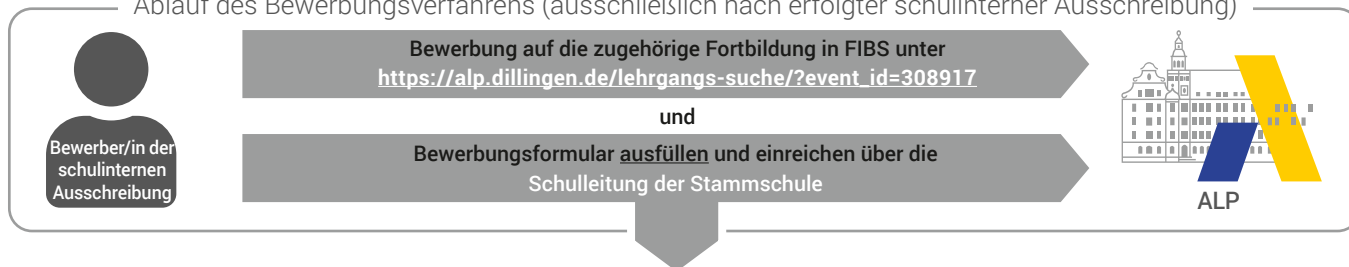 Ablauf des Bewerbungsverfahrens (ausschließlich nach erfolgter schulinterner Ausschreibung)
Bewerbung auf die zugehörige Fortbildung in FIBS unter
https://alp.dillingen.de/lehrgangs-suche/?event_id=308917
und
Bewerber/in der
schulinternen
Ausschreibung
Bewerbungsformular ausfüllen und einreichen über die
Schulleitung der Stammschule
ALP